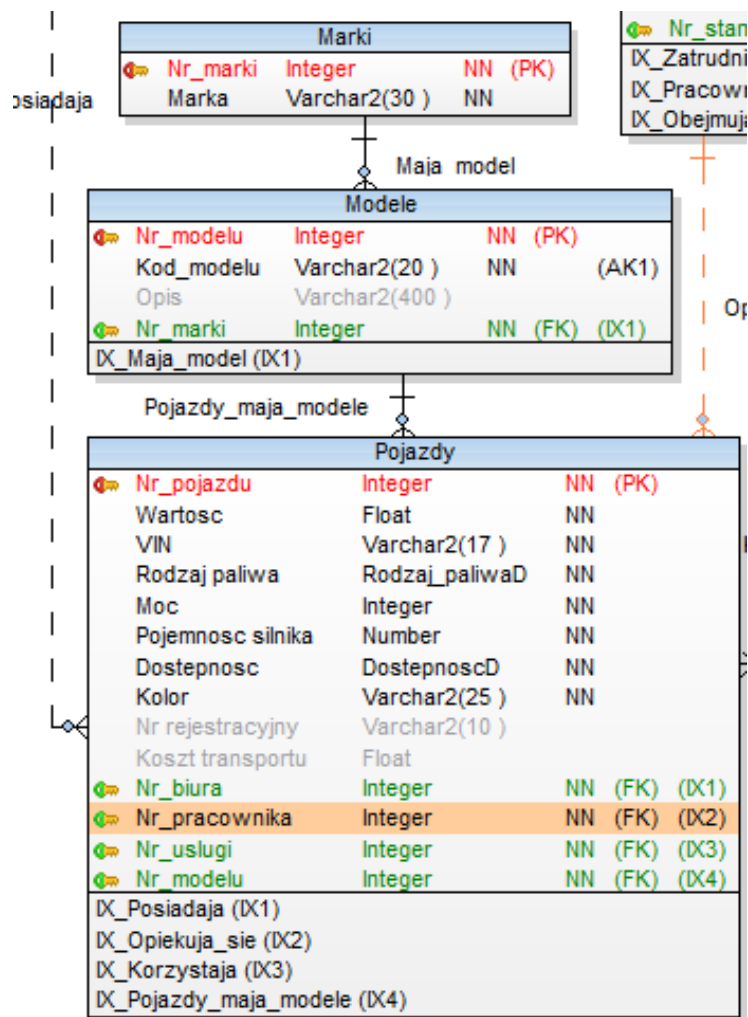 Marki
Nr_marki Integer NN (PK)
Marka Varchar2(30 ) NN
Nr_stan
IX_Zatrudni
IX_Pracown
IX_Obejmuja
osiadaja
Maja_model
Modele
Nr_modelu Integer NN (PK)
Kod_modelu Varchar2(20 ) NN (AK1)
Opis Varchar2(400 )
Nr_marki Integer NN (FK) (IX1)
IX_Maja_model (IX1)
Op
Pojazdy_maja_modele
Pojazdy
Nr_pojazdu Integer NN (PK)
Wartosc Float NN
VIN Varchar2(17 ) NN
Rodzaj paliwa Rodzaj_paliwaD NN
Moc Integer NN
Pojemnosc silnika Number NN
Dostepnosc DostepnoscD NN
Kolor Varchar2(25 ) NN
Nr rejestracyjny Varchar2(10 )
Koszt transportu Float
Nr_biura Integer NN (FK) (IX1)
Nr_pracownika Integer NN (FK) (IX2)
Nr_uslugi Integer NN (FK) (IX3)
Nr_modelu Integer NN (FK) (IX4)
IX_Posiadaja (IX1)
IX_Opiekuja_sie (IX2)
IX_Korzystaja (IX3)
IX_Pojazdy_maja_modele (IX4)